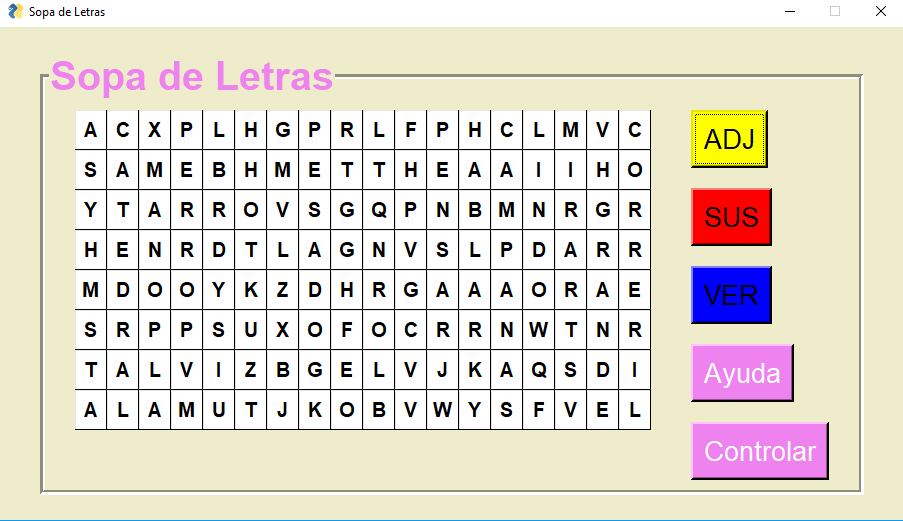 Sopa de Letras
Sopa de Letras
A C X P L H G P R L F P H C L M V C
S A M E B H M E T T H E A A I I H O
Y T A R R O V S G Q P N B M N R G R
H E N R D T L A G N V S L P D A R R
M D O O Y K Z D H R G A A A O R A E
S R P P S U X O F O C R R N W T N R
T A L V I Z B G E L V J K A Q S D I
A L A M U T J K O B V W Y S F V E L
ADJ
SUS
VER
Ayuda
Controlar